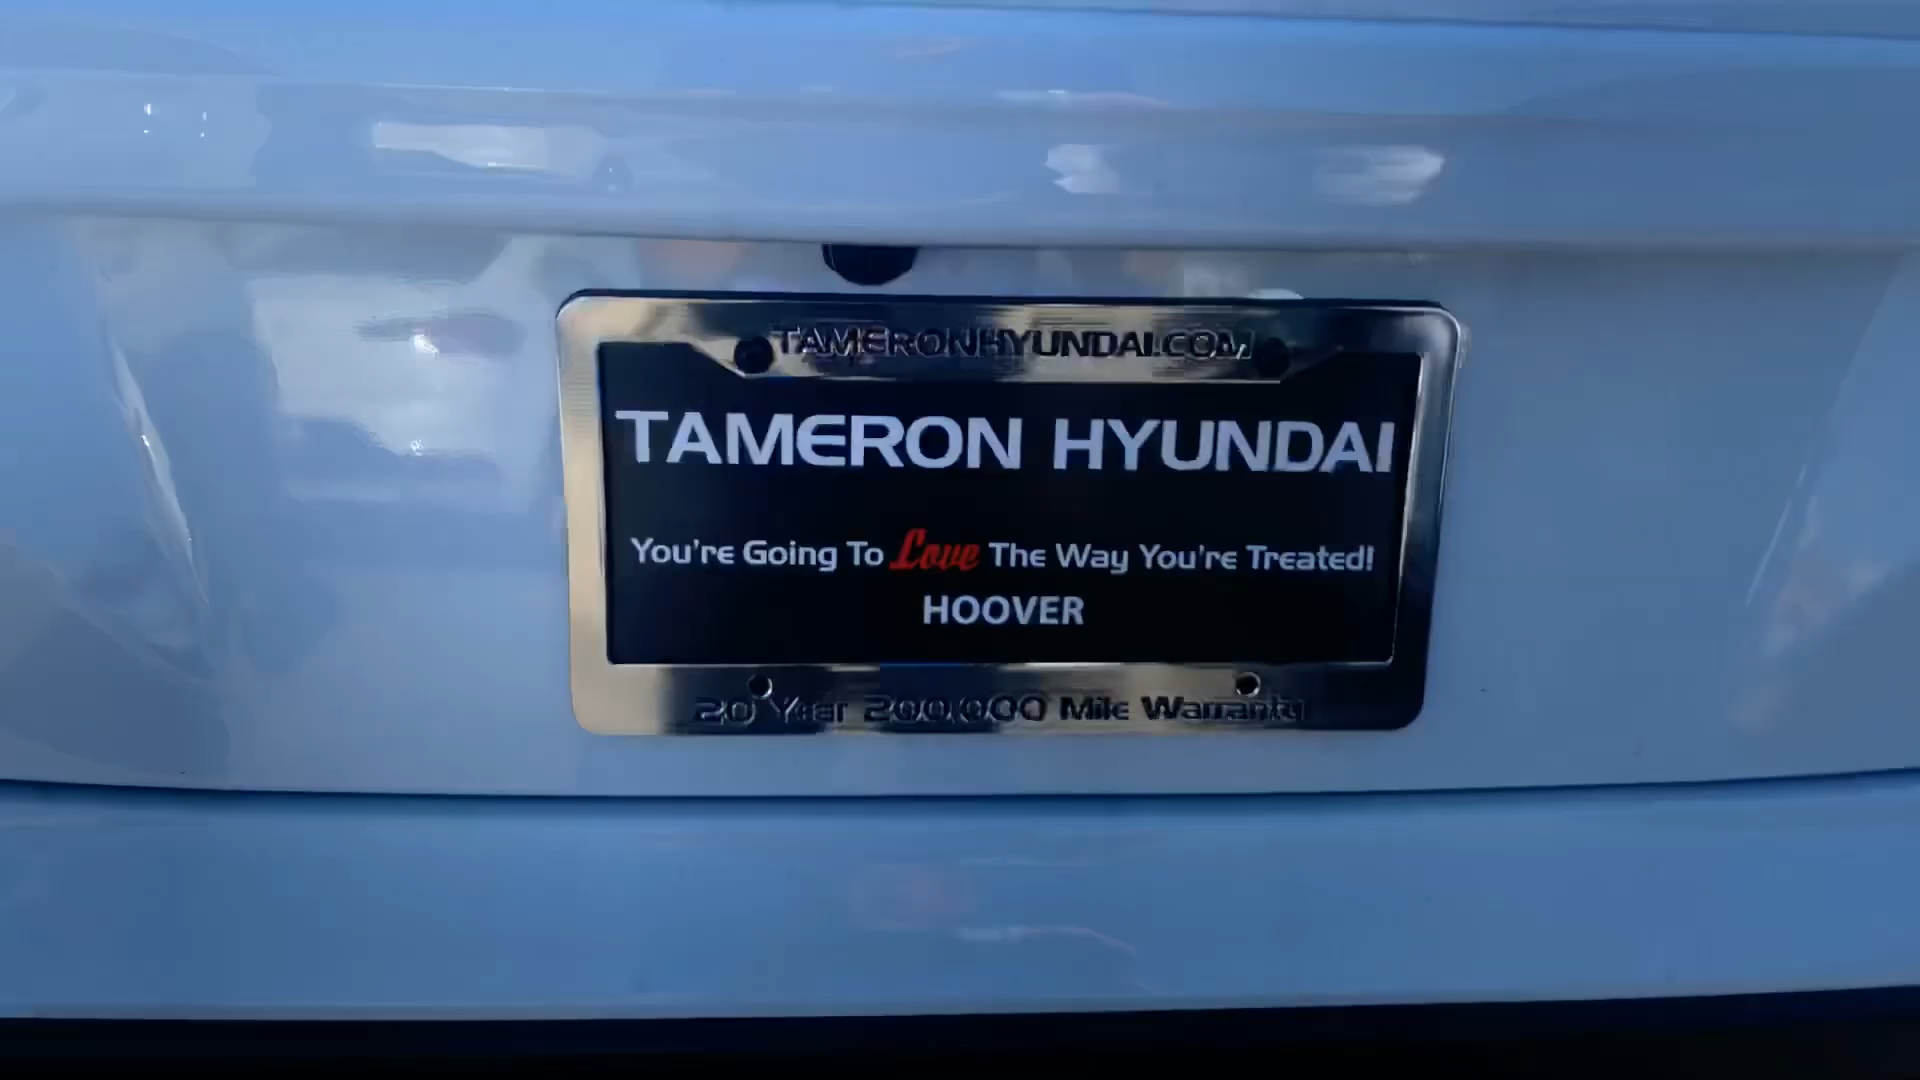 TAMERONHYUNDAI.COM
TAMERON HYUNDAI
You're Going To Love The Way You're Treated!
HOOVER
20 Year 200,000 Mile Warranty